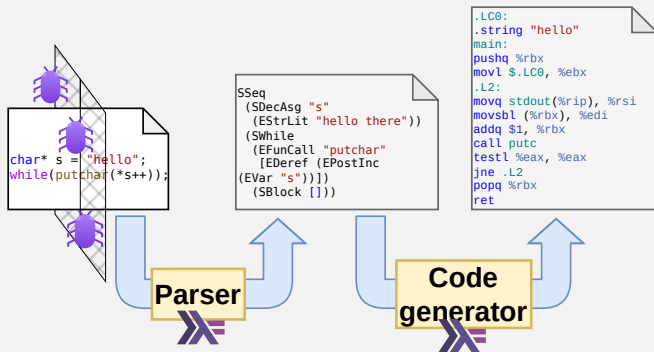 char* s = "hello";
while(putchar(*s++));
SSeq
(SDecAsg "s"
(EStrLit "hello there"))
(SWhile
(EFunCall "putchar"
[EDeref (EPostInc
(EVar "s"))])
(SBlock []))
.LC0:
.string "hello"
main:
pushq %rbx
movl $.LC0, %ebx
.L2:
movq stdout(%rip), %rsi
movsbl (%rbx), %edi
addq $1, %rbx
call putc
testl %eax, %eax
jne .L2
popq %rbx
ret
Parser
Code
generator